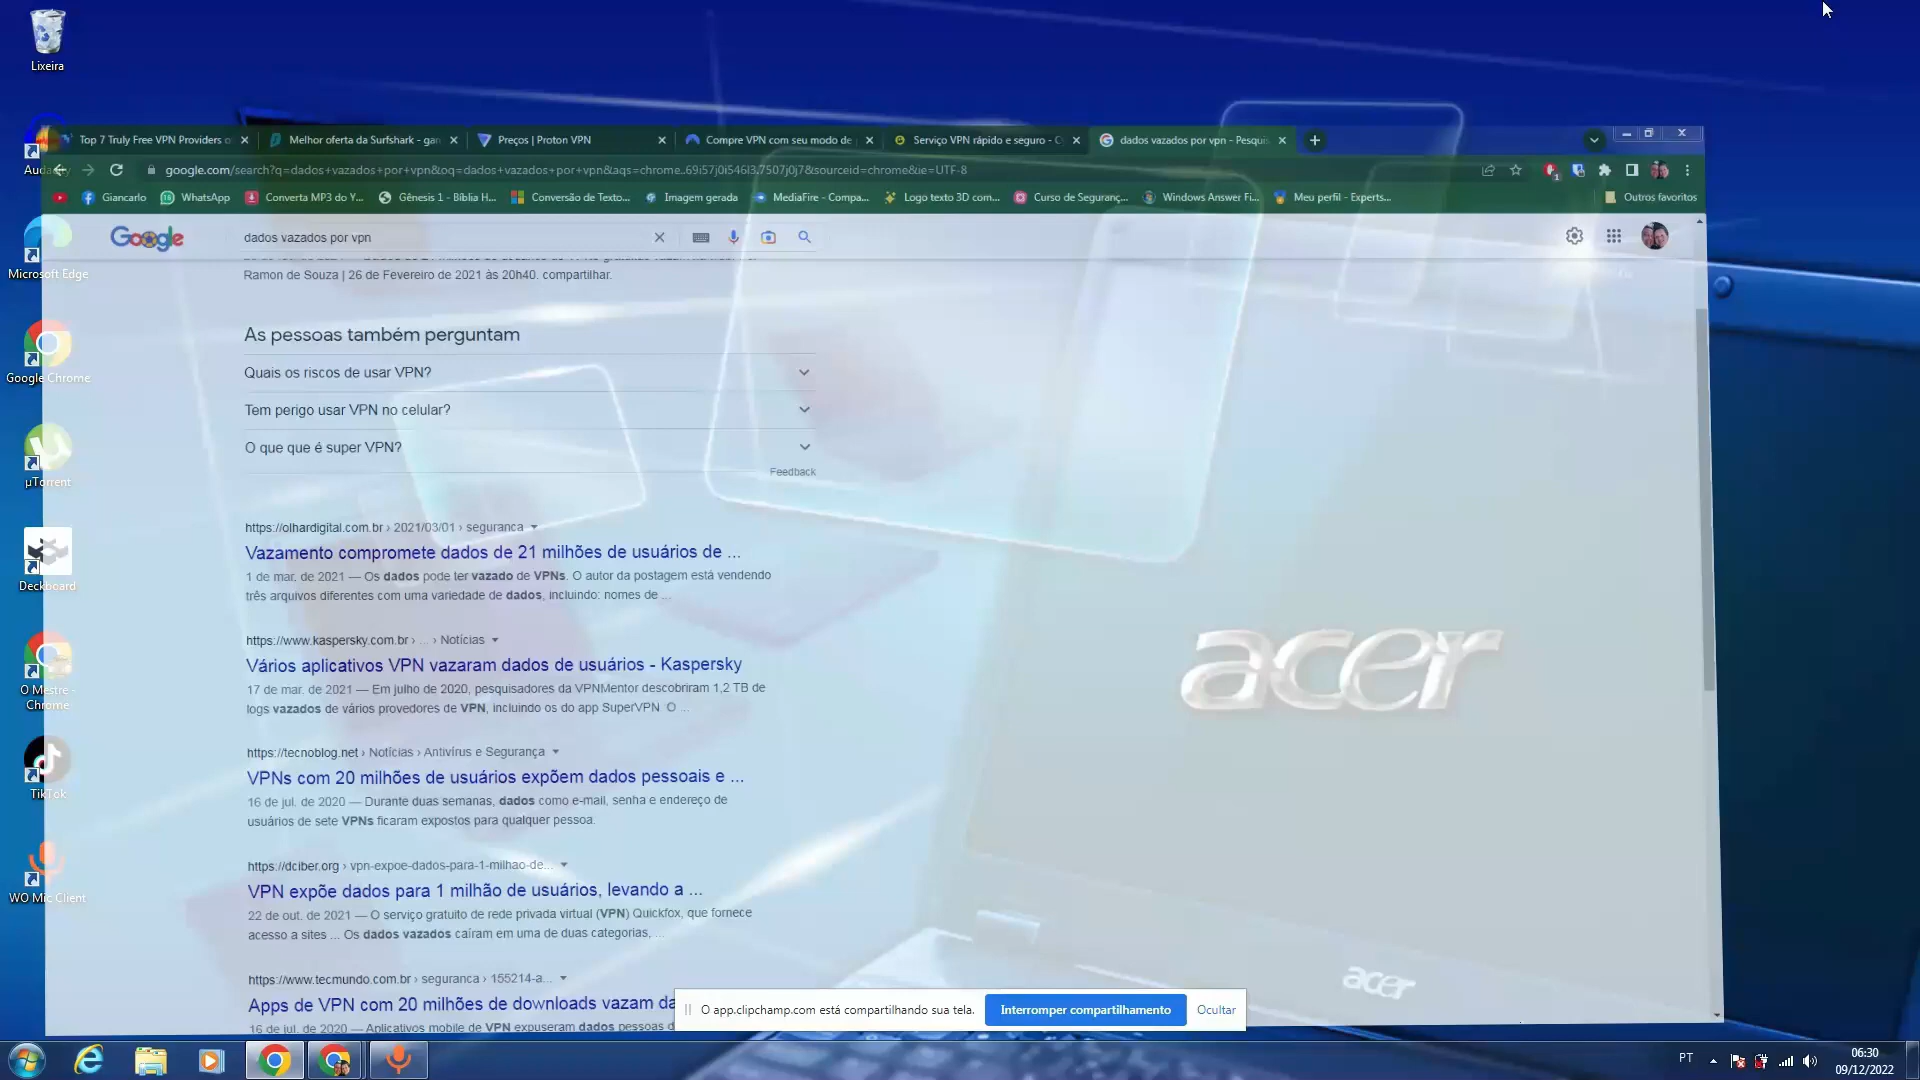 Lixeira
Microsoft Edge
Google Chrome
µTorrent
Deckboard
O Mestre -
Chrome
TikTok
WO Mic Client
Top 7 Truly Free VPN Providers
Melhor oferta da Surfshark - gan
Preços | Proton VPN
Compre VPN com seu modo de
Serviço VPN rápido e seguro -
dados vazados por vpn - Pesquis
google.com/search?q=dados+vazados+por+vpn&oq=dados+vazados+por+vpn&aqs=chrome..69i57j0i546l3.7507j0j7&sourceid=chrome&ie=UTF-8
1
Giancarlo
WhatsApp
Converta MP3 do Y...
Gênesis 1 - Bíblia H...
Conversão de Texto...
Imagem gerada
MediaFire - Compa...
Logo texto 3D com...
Curso de Seguranç...
Windows Answer Fi...
Meu perfil - Experts...
Outros favoritos
Google
dados vazados por vpn
Ramon de Souza | 26 de Fevereiro de 2021 às 20h40. compartilhar.
As pessoas também perguntam
Quais os riscos de usar VPN?
Tem perigo usar VPN no celular?
O que que é super VPN?
Feedback
https://olhardigital.com.br › 2021/03/01 › seguranca
Vazamento compromete dados de 21 milhões de usuários de ...
1 de mar. de 2021 — Os dados pode ter vazado de VPNs. O autor da postagem está vendendo
três arquivos diferentes com uma variedade de dados, incluindo: nomes de ...
https://www.kaspersky.com.br › ... › Notícias
Vários aplicativos VPN vazaram dados de usuários - Kaspersky
17 de mar. de 2021 — Em julho de 2020, pesquisadores da VPNMentor descobriram 1,2 TB de
logs vazados de vários provedores de VPN, incluindo os do app SuperVPN. O ...
https://tecnoblog.net › Notícias › Antivírus e Segurança
VPNs com 20 milhões de usuários expõem dados pessoais e ...
16 de jul. de 2020 — Durante duas semanas, dados como e-mail, senha e endereço de
usuários de sete VPNs ficaram expostos para qualquer pessoa.
https://dciber.org › vpn-expoe-dados-para-1-milhao-de...
VPN expõe dados para 1 milhão de usuários, levando a ...
22 de out. de 2021 — O serviço gratuito de rede privada virtual (VPN) Quickfox, que fornece
acesso a sites ... Os dados vazados caíram em uma de duas categorias, ...
https://www.tecmundo.com.br › seguranca › 155214-a...
Apps de VPN com 20 milhões de downloads vazam da
16 de jul. de 2020 — Aplicativos mobile de VPN expuseram dados pessoais d
acer
acer
O app.clipchamp.com está compartilhando sua tela.
Interromper compartilhamento
Ocultar
PT
06:30
09/12/2022